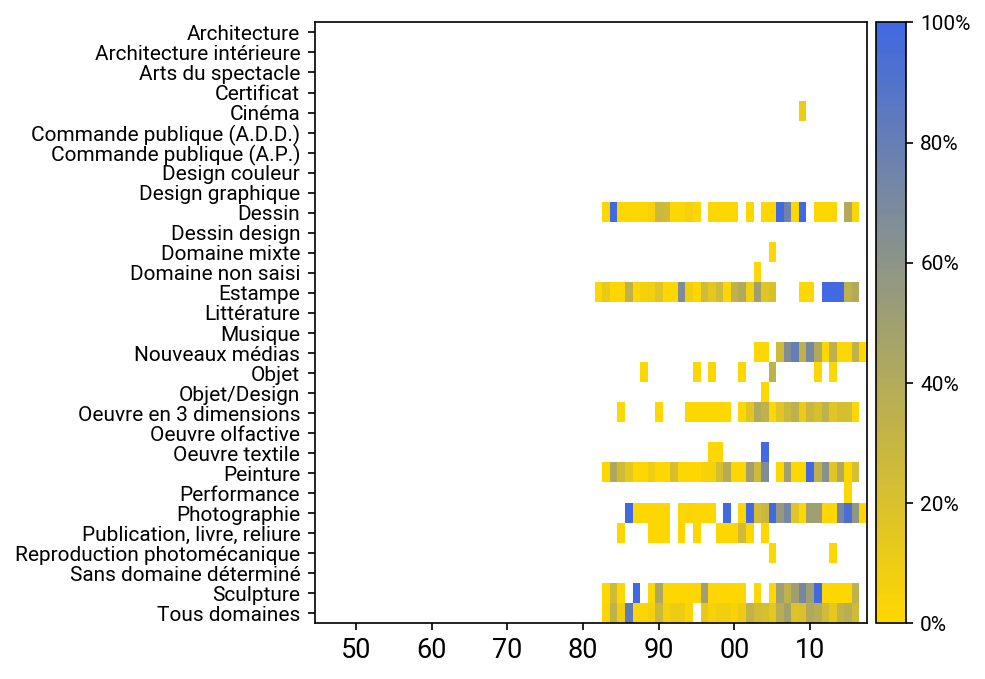 Architecture
Architecture intérieure
Arts du spectacle
Certificat
Cinéma
Commande publique (A.D.D.)
Commande publique (A.P.)
Design couleur
Design graphique
Dessin
Dessin design
Domaine mixte
Domaine non saisi
Estampe
Littérature
Musique
Nouveaux médias
Objet
Objet/Design
Oeuvre en 3 dimensions
Oeuvre olfactive
Oeuvre textile
Peinture
Performance
Photographie
Publication, livre, reliure
Reproduction photomécanique
Sans domaine déterminé
Sculpture
Tous domaines
50 60 70 80 90 00 10
100%
80%
60%
40%
20%
0%